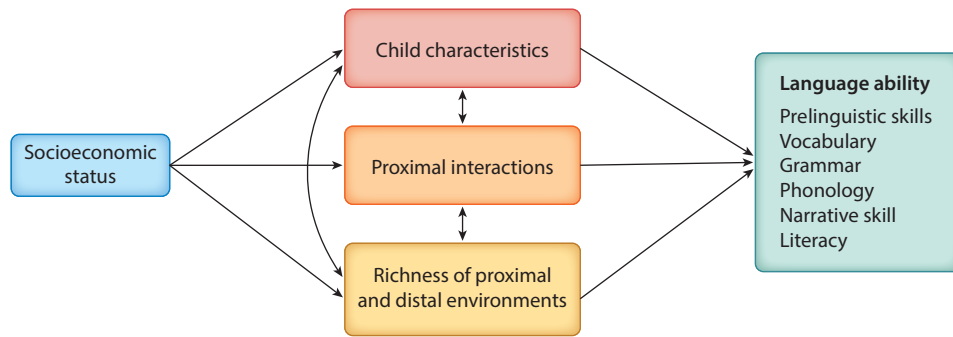 Socioeconomic
status
Child characteristics
Proximal interactions
Richness of proximal
and distal environments
Language ability
Prelinguistic skills
Vocabulary
Grammar
Phonology
Narrative skill
Literacy